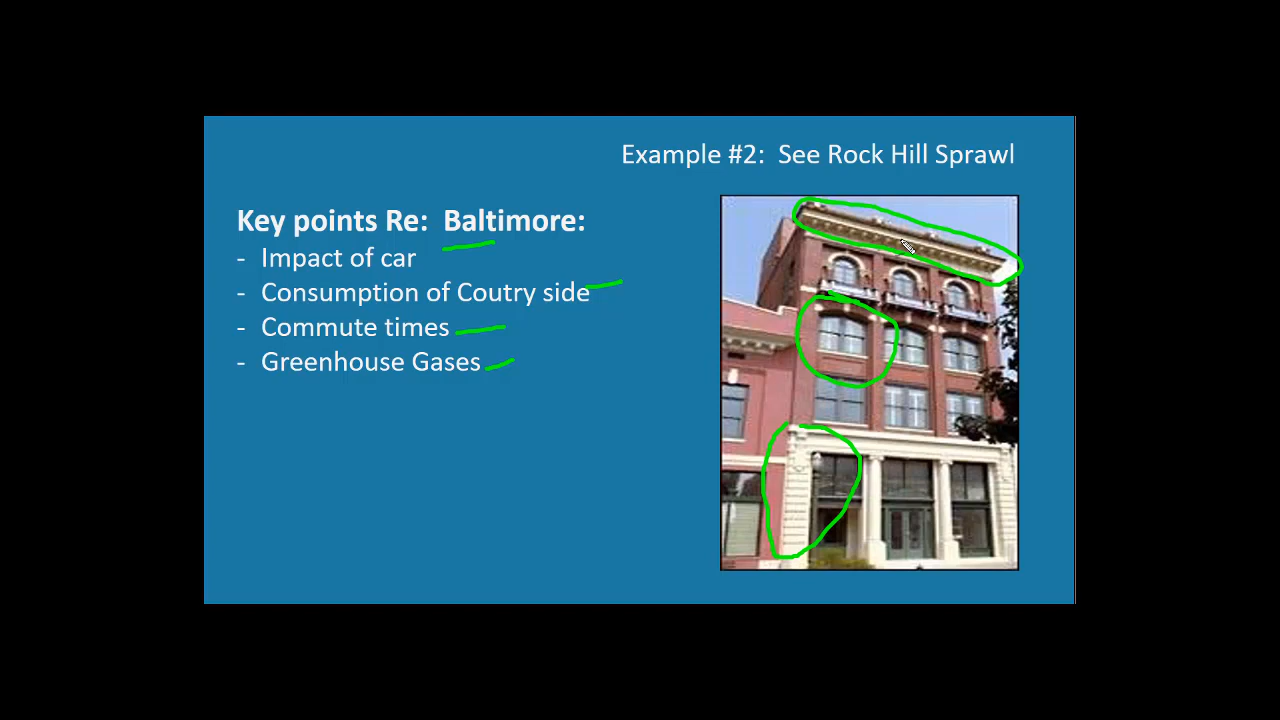 Example #2: See Rock Hill Sprawl
Key points Re: Baltimore:
- Impact of car
- Consumption of Coutry side
- Commute times
- Greenhouse Gases